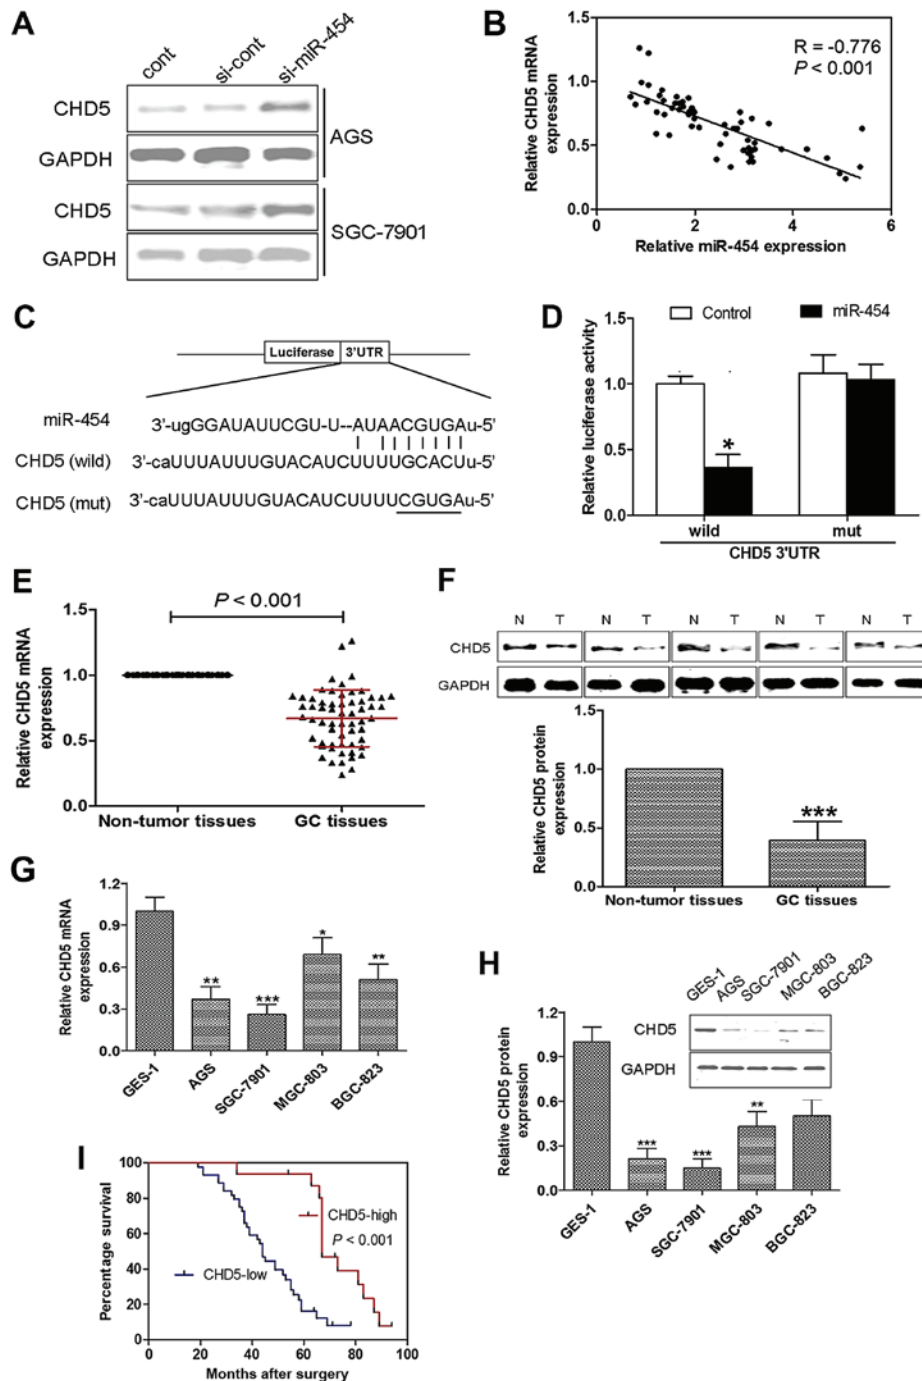 A
cont
si-cont
si-miR-454
CHD5
GAPDH
AGS
CHD5
GAPDH
SGC-7901
B
Relative CHD5 mRNA
expression
1.5
1.0
0.5
0.0
R = -0.776
P < 0.001
0 2 4 6
Relative miR-454 expression
C
Luciferase 3'UTR
miR-454 3'-ugGGAUAUUCGU-U--AUAACGUGAu-5'
CHD5 (wild) 3'-caUUUAUUUGUACAUCUUUUGCACUu-5'
CHD5 (mut) 3'-caUUUAUUUGUACAUCUUUUCGUGAu-5'
D
Control miR-454
Relative luciferase activity
1.5
1.0
0.5
0.0
*
wild mut
CHD5 3'UTR
E
P < 0.001
Relative CHD5 mRNA
expression
1.5
1.0
0.5
0.0
Non-tumor tissues GC tissues
F
N T N T N T N T N T
CHD5
GAPDH
Relative CHD5 protein
expression
1.5
1.0
0.5
0.0
***
Non-tumor tissues GC tissues
G
Relative CHD5 mRNA
expression
1.2
0.9
0.6
0.3
0.0
** *** * **
GES-1 AGS SGC-7901 MGC-803 BGC-823
H
GES-1 AGS SGC-7901 MGC-803 BGC-823
CHD5
GAPDH
Relative CHD5 protein
expression
1.2
0.9
0.6
0.3
0.0
*** *** **
GES-1 AGS SGC-7901 MGC-803 BGC-823
I
Percentage survival
100
80
60
40
20
0
CHD5-high
P < 0.001
CHD5-low
0 20 40 60 80 100
Months after surgery